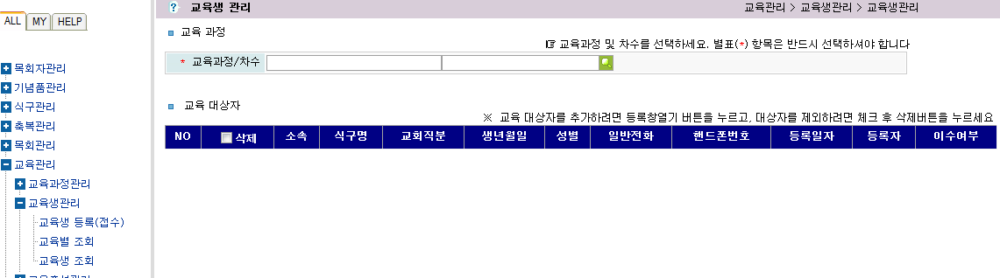 ALL MY HELP
목회자관리
기념품관리
식구관리
축복관리
목회관리
교육관리
교육과정관리
교육생관리
교육생 등록(접수)
교육별 조회
교육생 조회
? 교육생 관리
교육관리 > 교육생관리 > 교육생관리
교육 과정
☞ 교육과정 및 차수를 선택하세요. 별표(*) 항목은 반드시 선택하셔야 합니다
* 교육과정/차수
교육 대상자
※ 교육 대상자를 추가하려면 등록창열기 버튼을 누르고, 대상자를 제외하려면 체크 후 삭제버튼을 누르세요
NO 삭제 소속 식구명 교회직분 생년월일 성별 일반전화 핸드폰번호 등록일자 등록자 이수여부